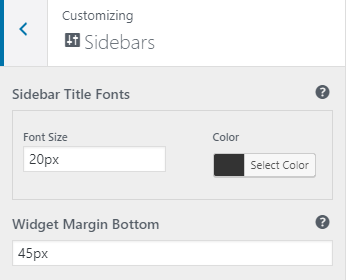 Customizing
Sidebars
Sidebar Title Fonts
Font Size
Color
20px
Select Color
Widget Margin Bottom
45px